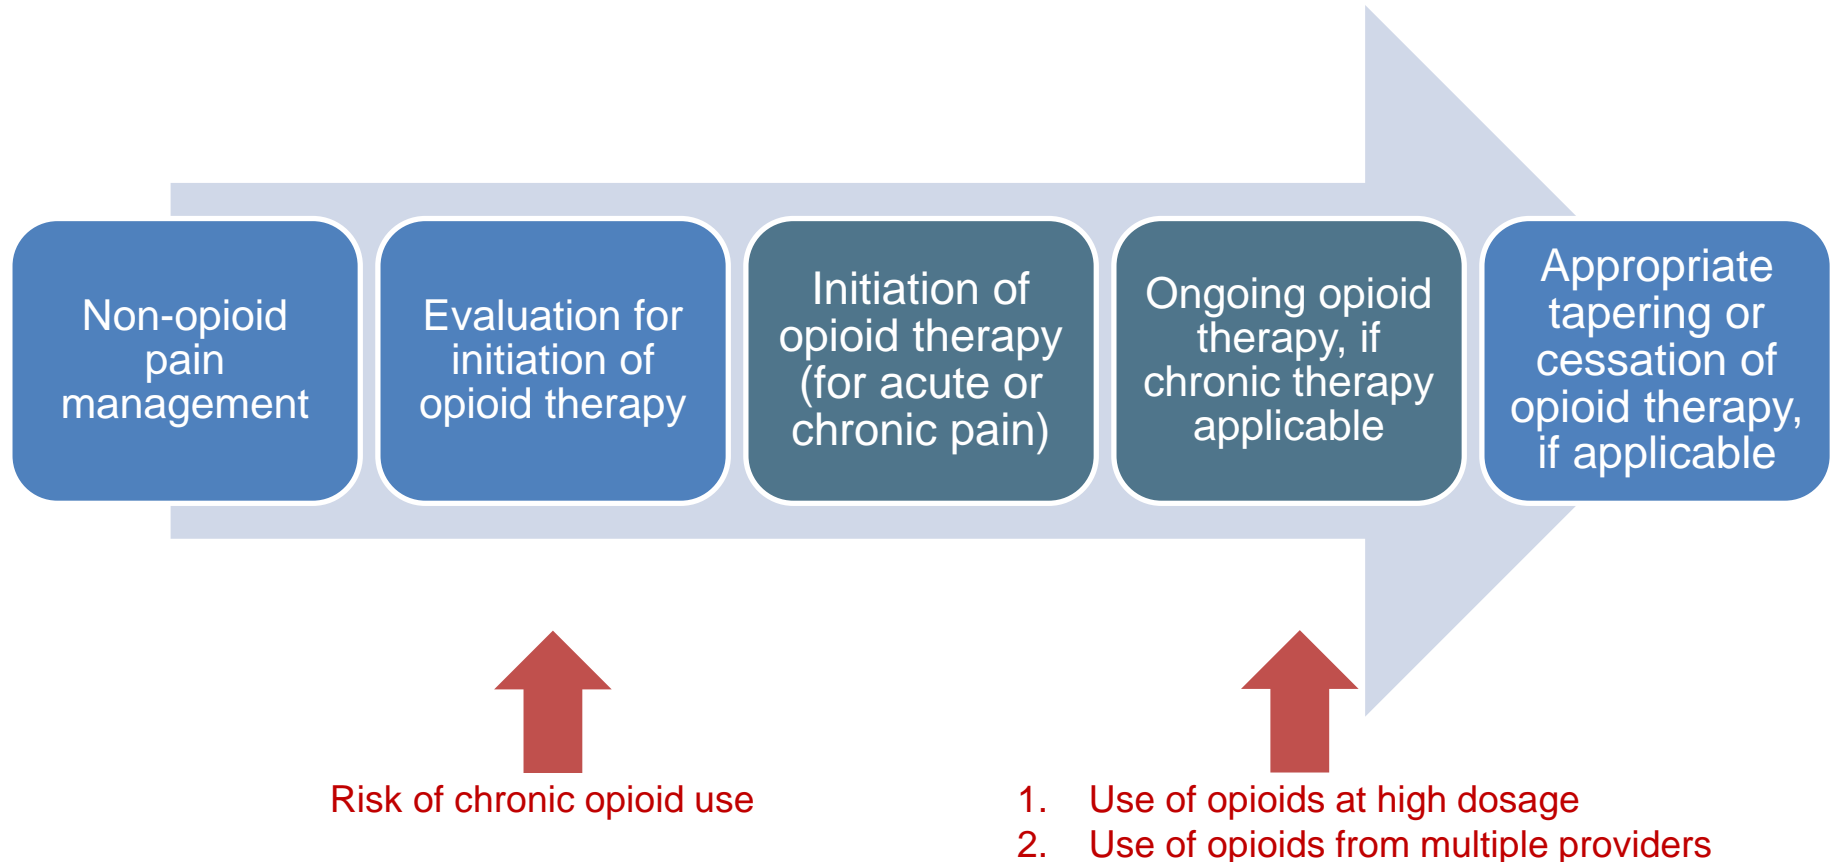 Non-opioid
pain
management
Evaluation for
initiation of
opioid therapy
Initiation of
opioid therapy
(for acute or
chronic pain)
Ongoing opioid
therapy, if
chronic therapy
applicable
Appropriate
tapering or
cessation of
opioid therapy,
if applicable
Risk of chronic opioid use
1. Use of opioids at high dosage
2. Use of opioids from multiple providers